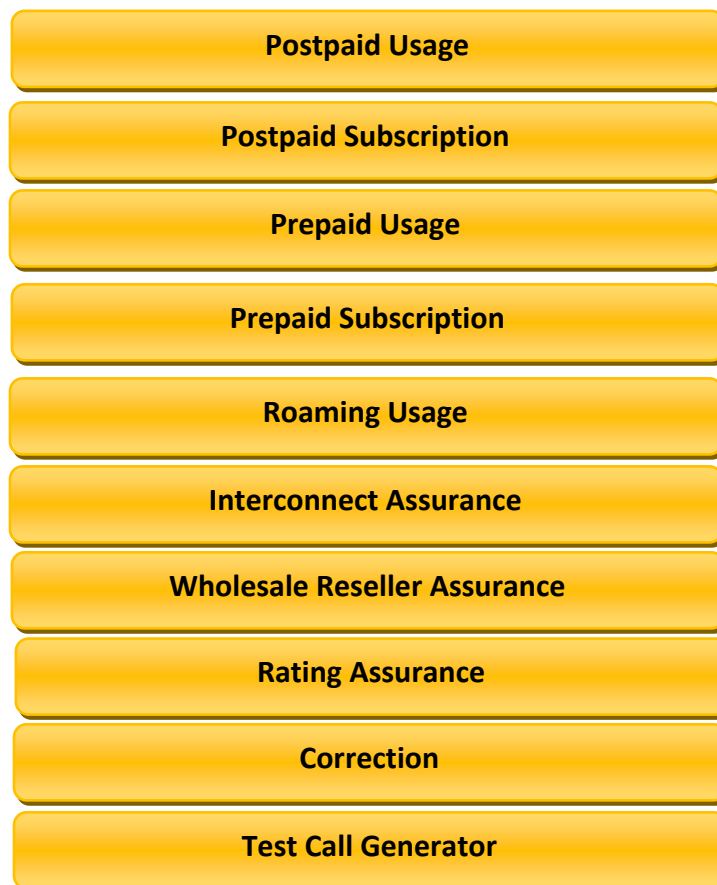 Postpaid Usage
Postpaid Subscription
Prepaid Usage
Prepaid Subscription
Roaming Usage
Interconnect Assurance
Wholesale Reseller Assurance
Rating Assurance
Correction
Test Call Generator